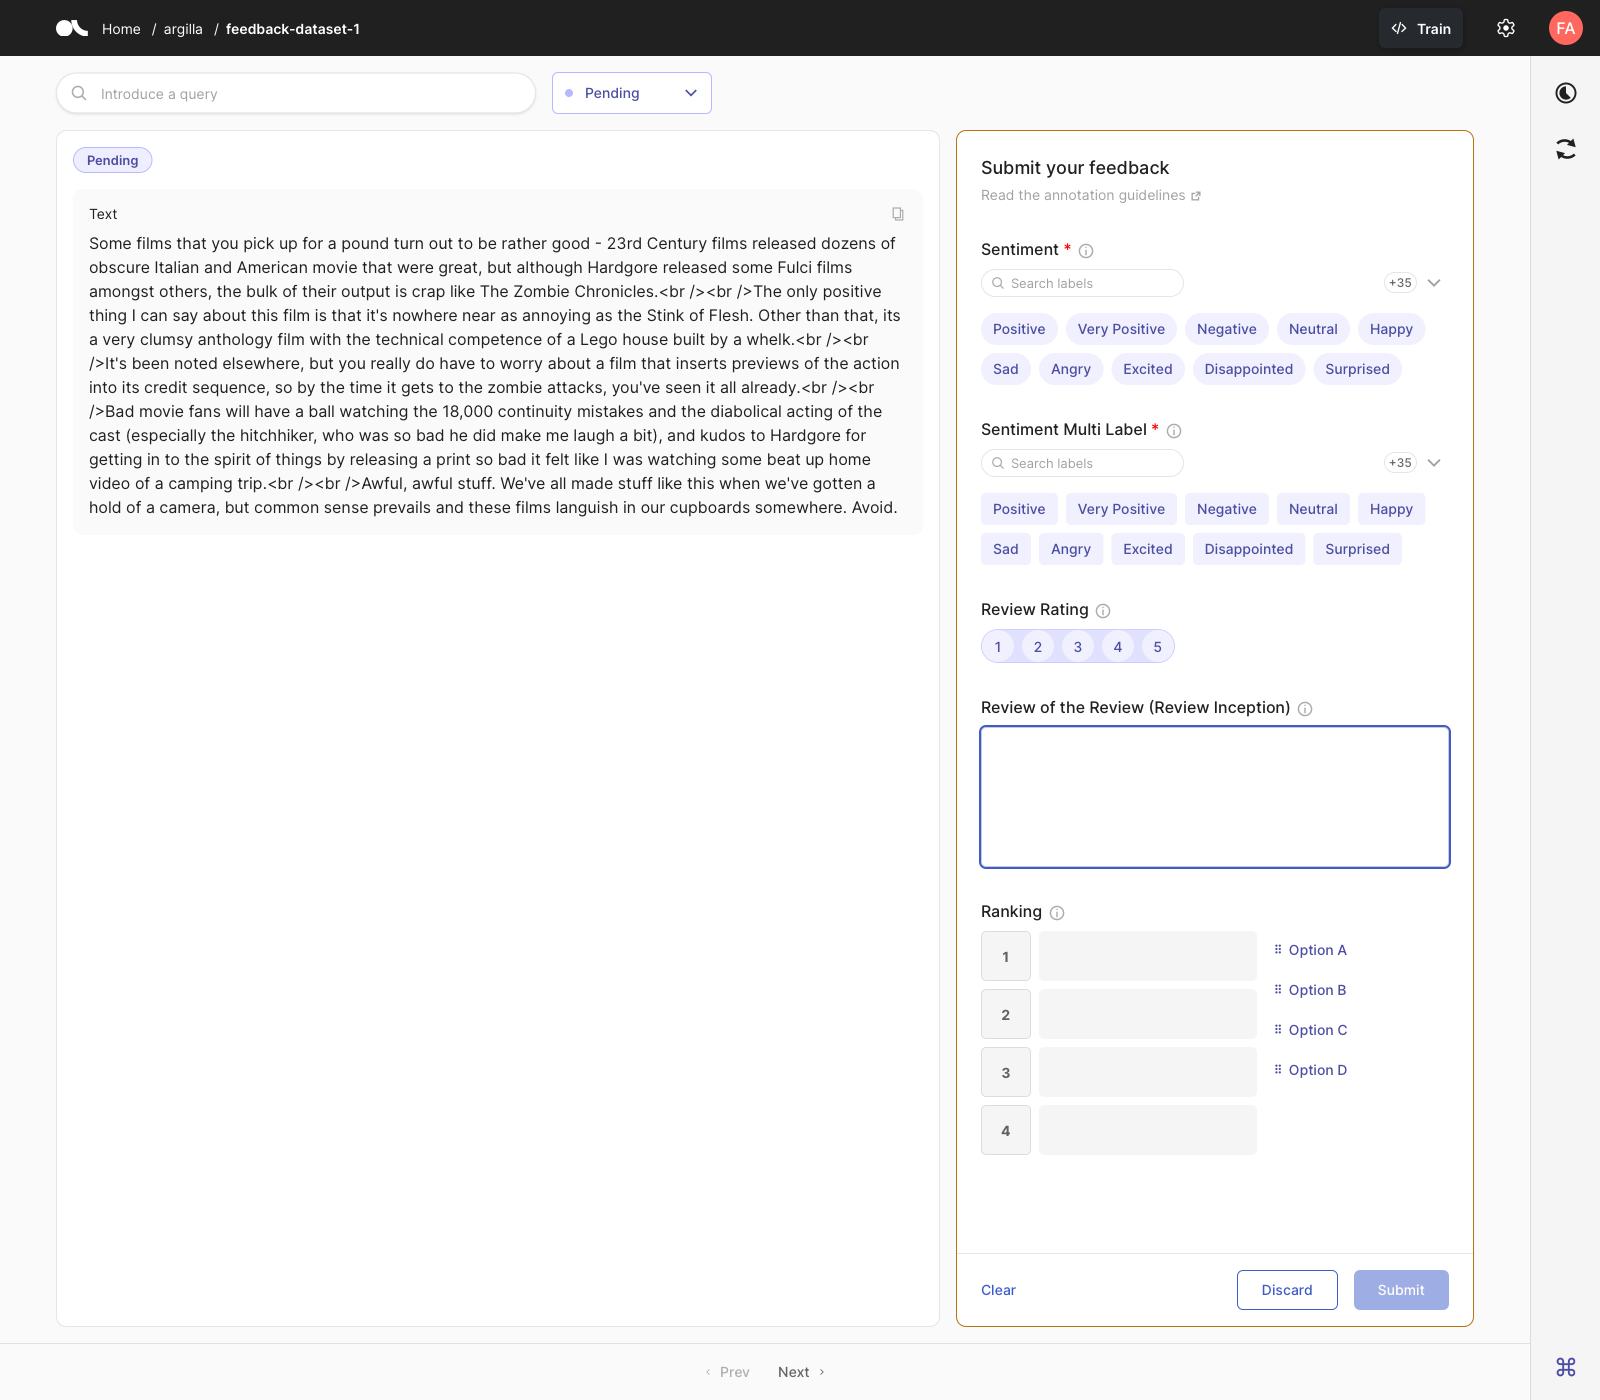 Home / argilla / feedback-dataset-1
Train
FA
Introduce a query
Pending
Pending
Text
Some films that you pick up for a pound turn out to be rather good - 23rd Century films released dozens of
obscure Italian and American movie that were great, but although Hardgore released some Fulci films
amongst others, the bulk of their output is crap like The Zombie Chronicles.<br /><br />The only positive
thing I can say about this film is that it's nowhere near as annoying as the Stink of Flesh. Other than that, its
a very clumsy anthology film with the technical competence of a Lego house built by a whelk.<br /><br
/>It's been noted elsewhere, but you really do have to worry about a film that inserts previews of the action
into its credit sequence, so by the time it gets to the zombie attacks, you've seen it all already.<br /><br
/>Bad movie fans will have a ball watching the 18,000 continuity mistakes and the diabolical acting of the
cast (especially the hitchhiker, who was so bad he did make me laugh a bit), and kudos to Hardgore for
getting in to the spirit of things by releasing a print so bad it felt like I was watching some beat up home
video of a camping trip.<br /><br />Awful, awful stuff. We've all made stuff like this when we've gotten a
hold of a camera, but common sense prevails and these films languish in our cupboards somewhere. Avoid.
Submit your feedback
Read the annotation guidelines
Sentiment *
Search labels +35
Positive Very Positive Negative Neutral Happy
Sad Angry Excited Disappointed Surprised
Sentiment Multi Label *
Search labels +35
Positive Very Positive Negative Neutral Happy
Sad Angry Excited Disappointed Surprised
Review Rating
1 2 3 4 5
Review of the Review (Review Inception)
Ranking
1
2
3
4
Option A
Option B
Option C
Option D
Clear Discard Submit
‹ Prev Next ›